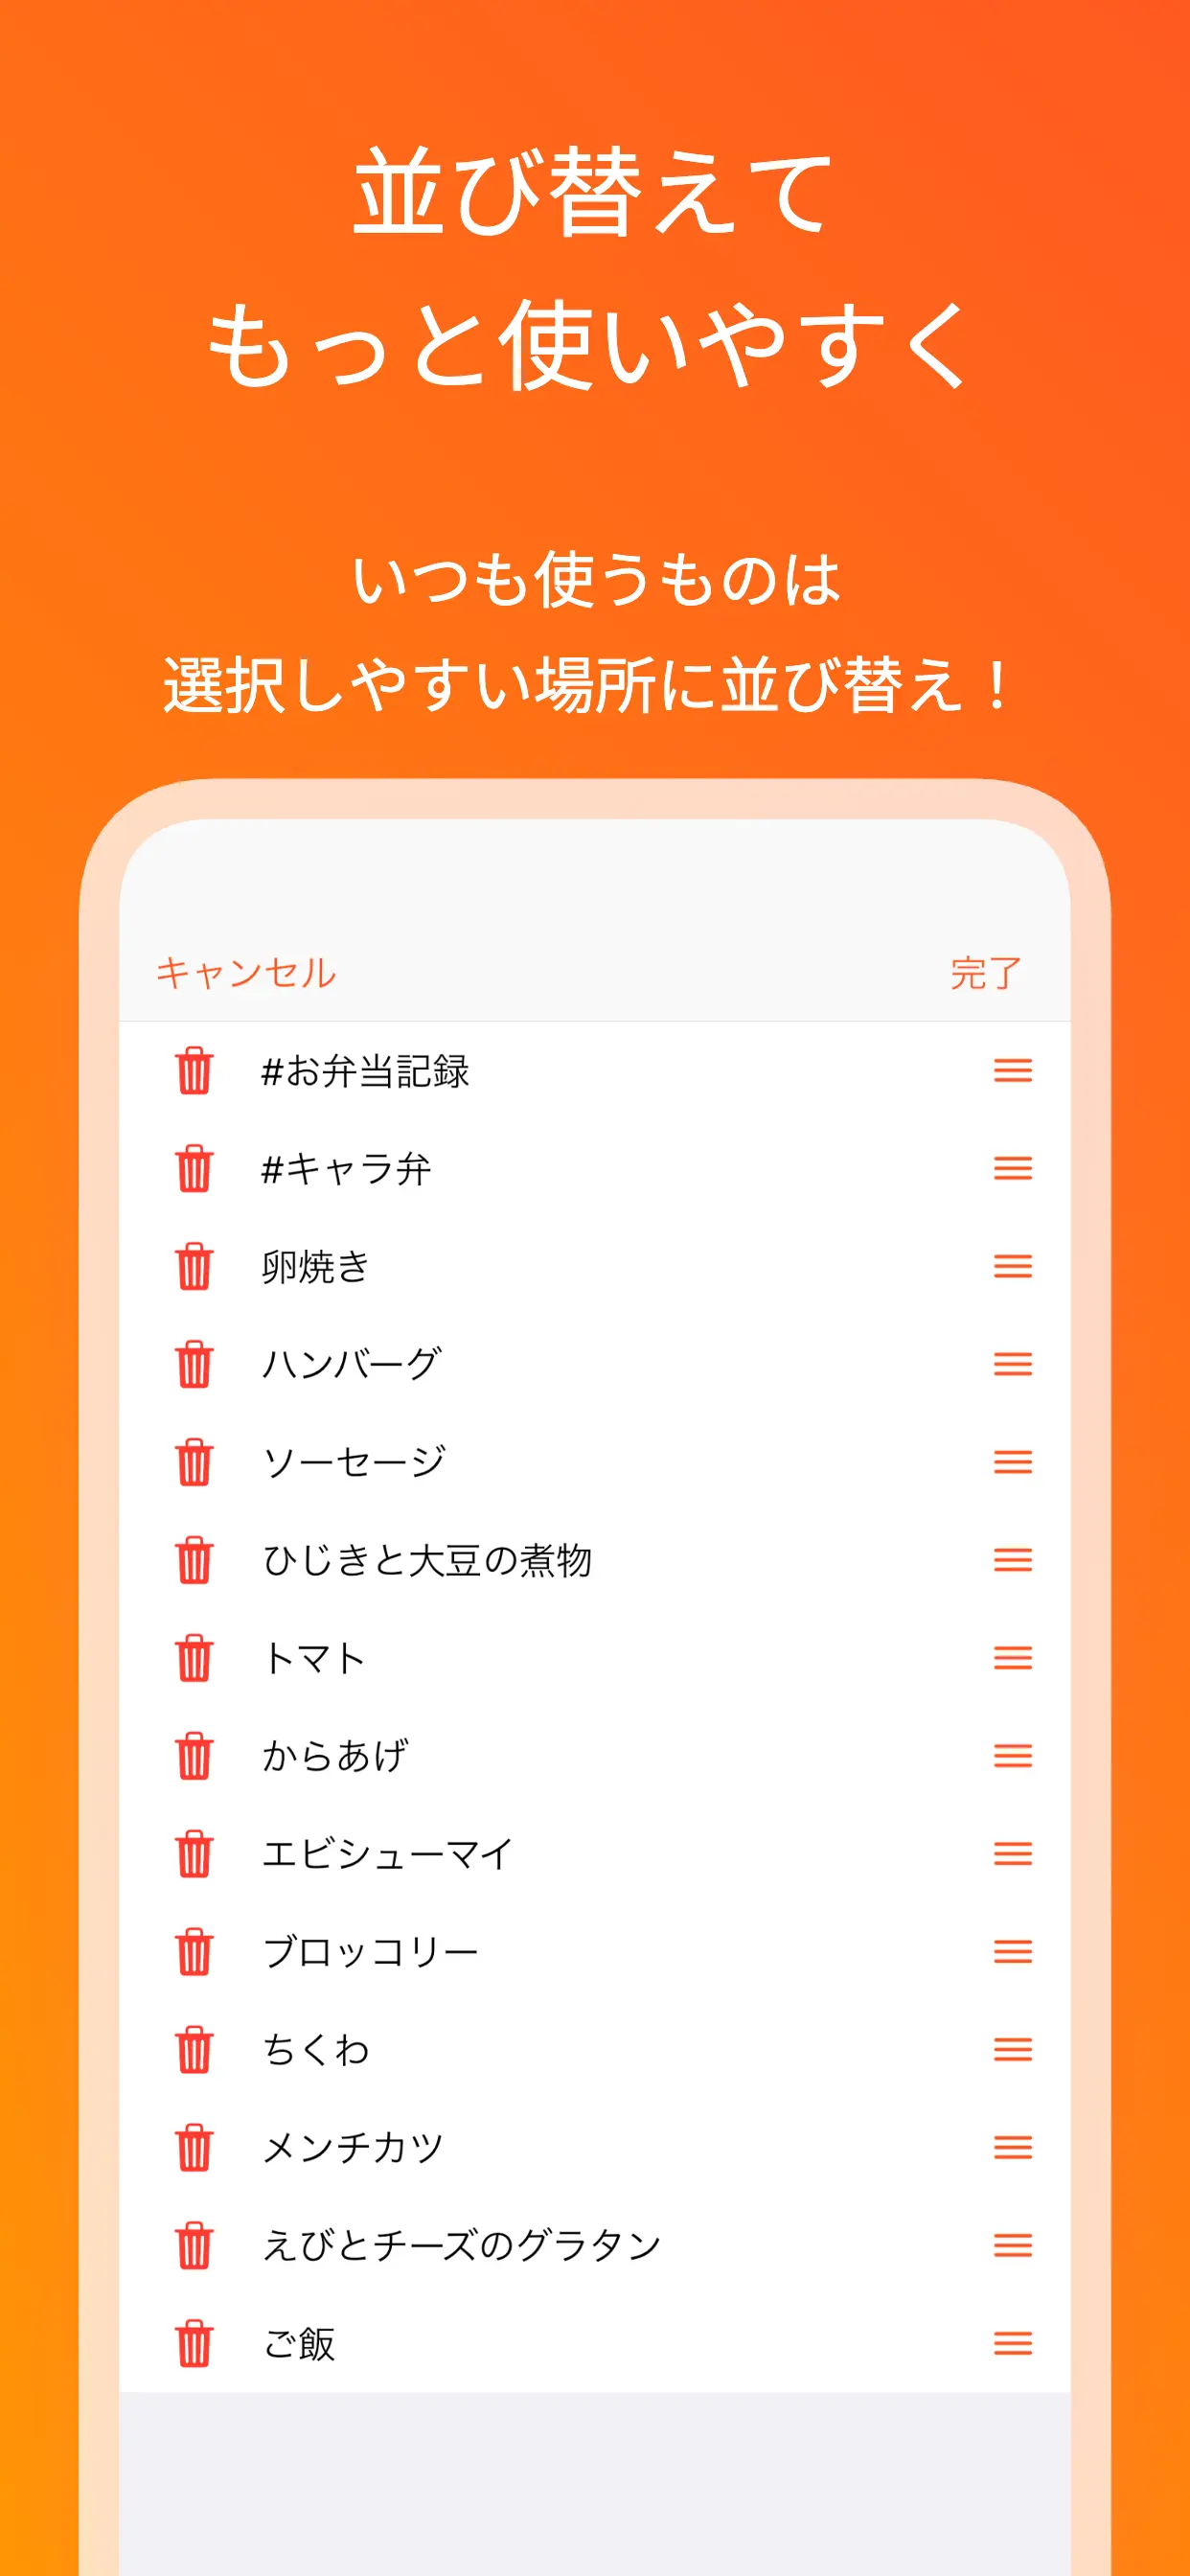 並び替えて
もっと使いやすく
いつも使うものは
選択しやすい場所に並び替え！
キャンセル
完了
#お弁当記録
#キャラ弁
卵焼き
ハンバーグ
ソーセージ
ひじきと大豆の煮物
トマト
からあげ
エビシューマイ
ブロッコリー
ちくわ
メンチカツ
えびとチーズのグラタン
ご飯